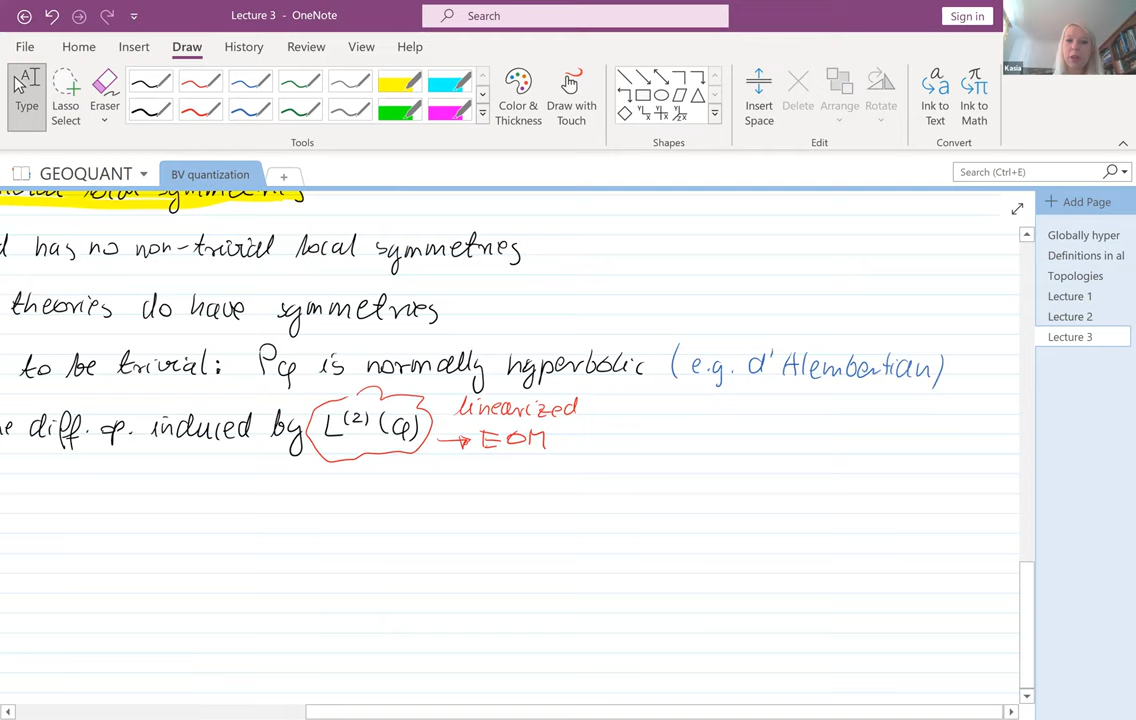 Lecture 3 - OneNote
Search
Sign in
File Home Insert Draw History Review View Help
Type
Lasso Select
Eraser
Color & Thickness
Draw with Touch
Insert Space
Delete
Arrange
Rotate
Ink to Text
Ink to Math
Tools
Shapes
Edit
Convert
Kasia
GEOQUANT
BV quantization
Search (Ctrl+E)
Add Page
Globally hyper
Definitions in al
Topologies
Lecture 1
Lecture 2
Lecture 3
local symmetries
has no non-trivial local symmetries
theories do have symmetries
to be trivial: Pφ is normally hyperbolic (e.g. d'Alembertian)
diff. op. induced by L⁽²⁾(φ) → linearized EOM